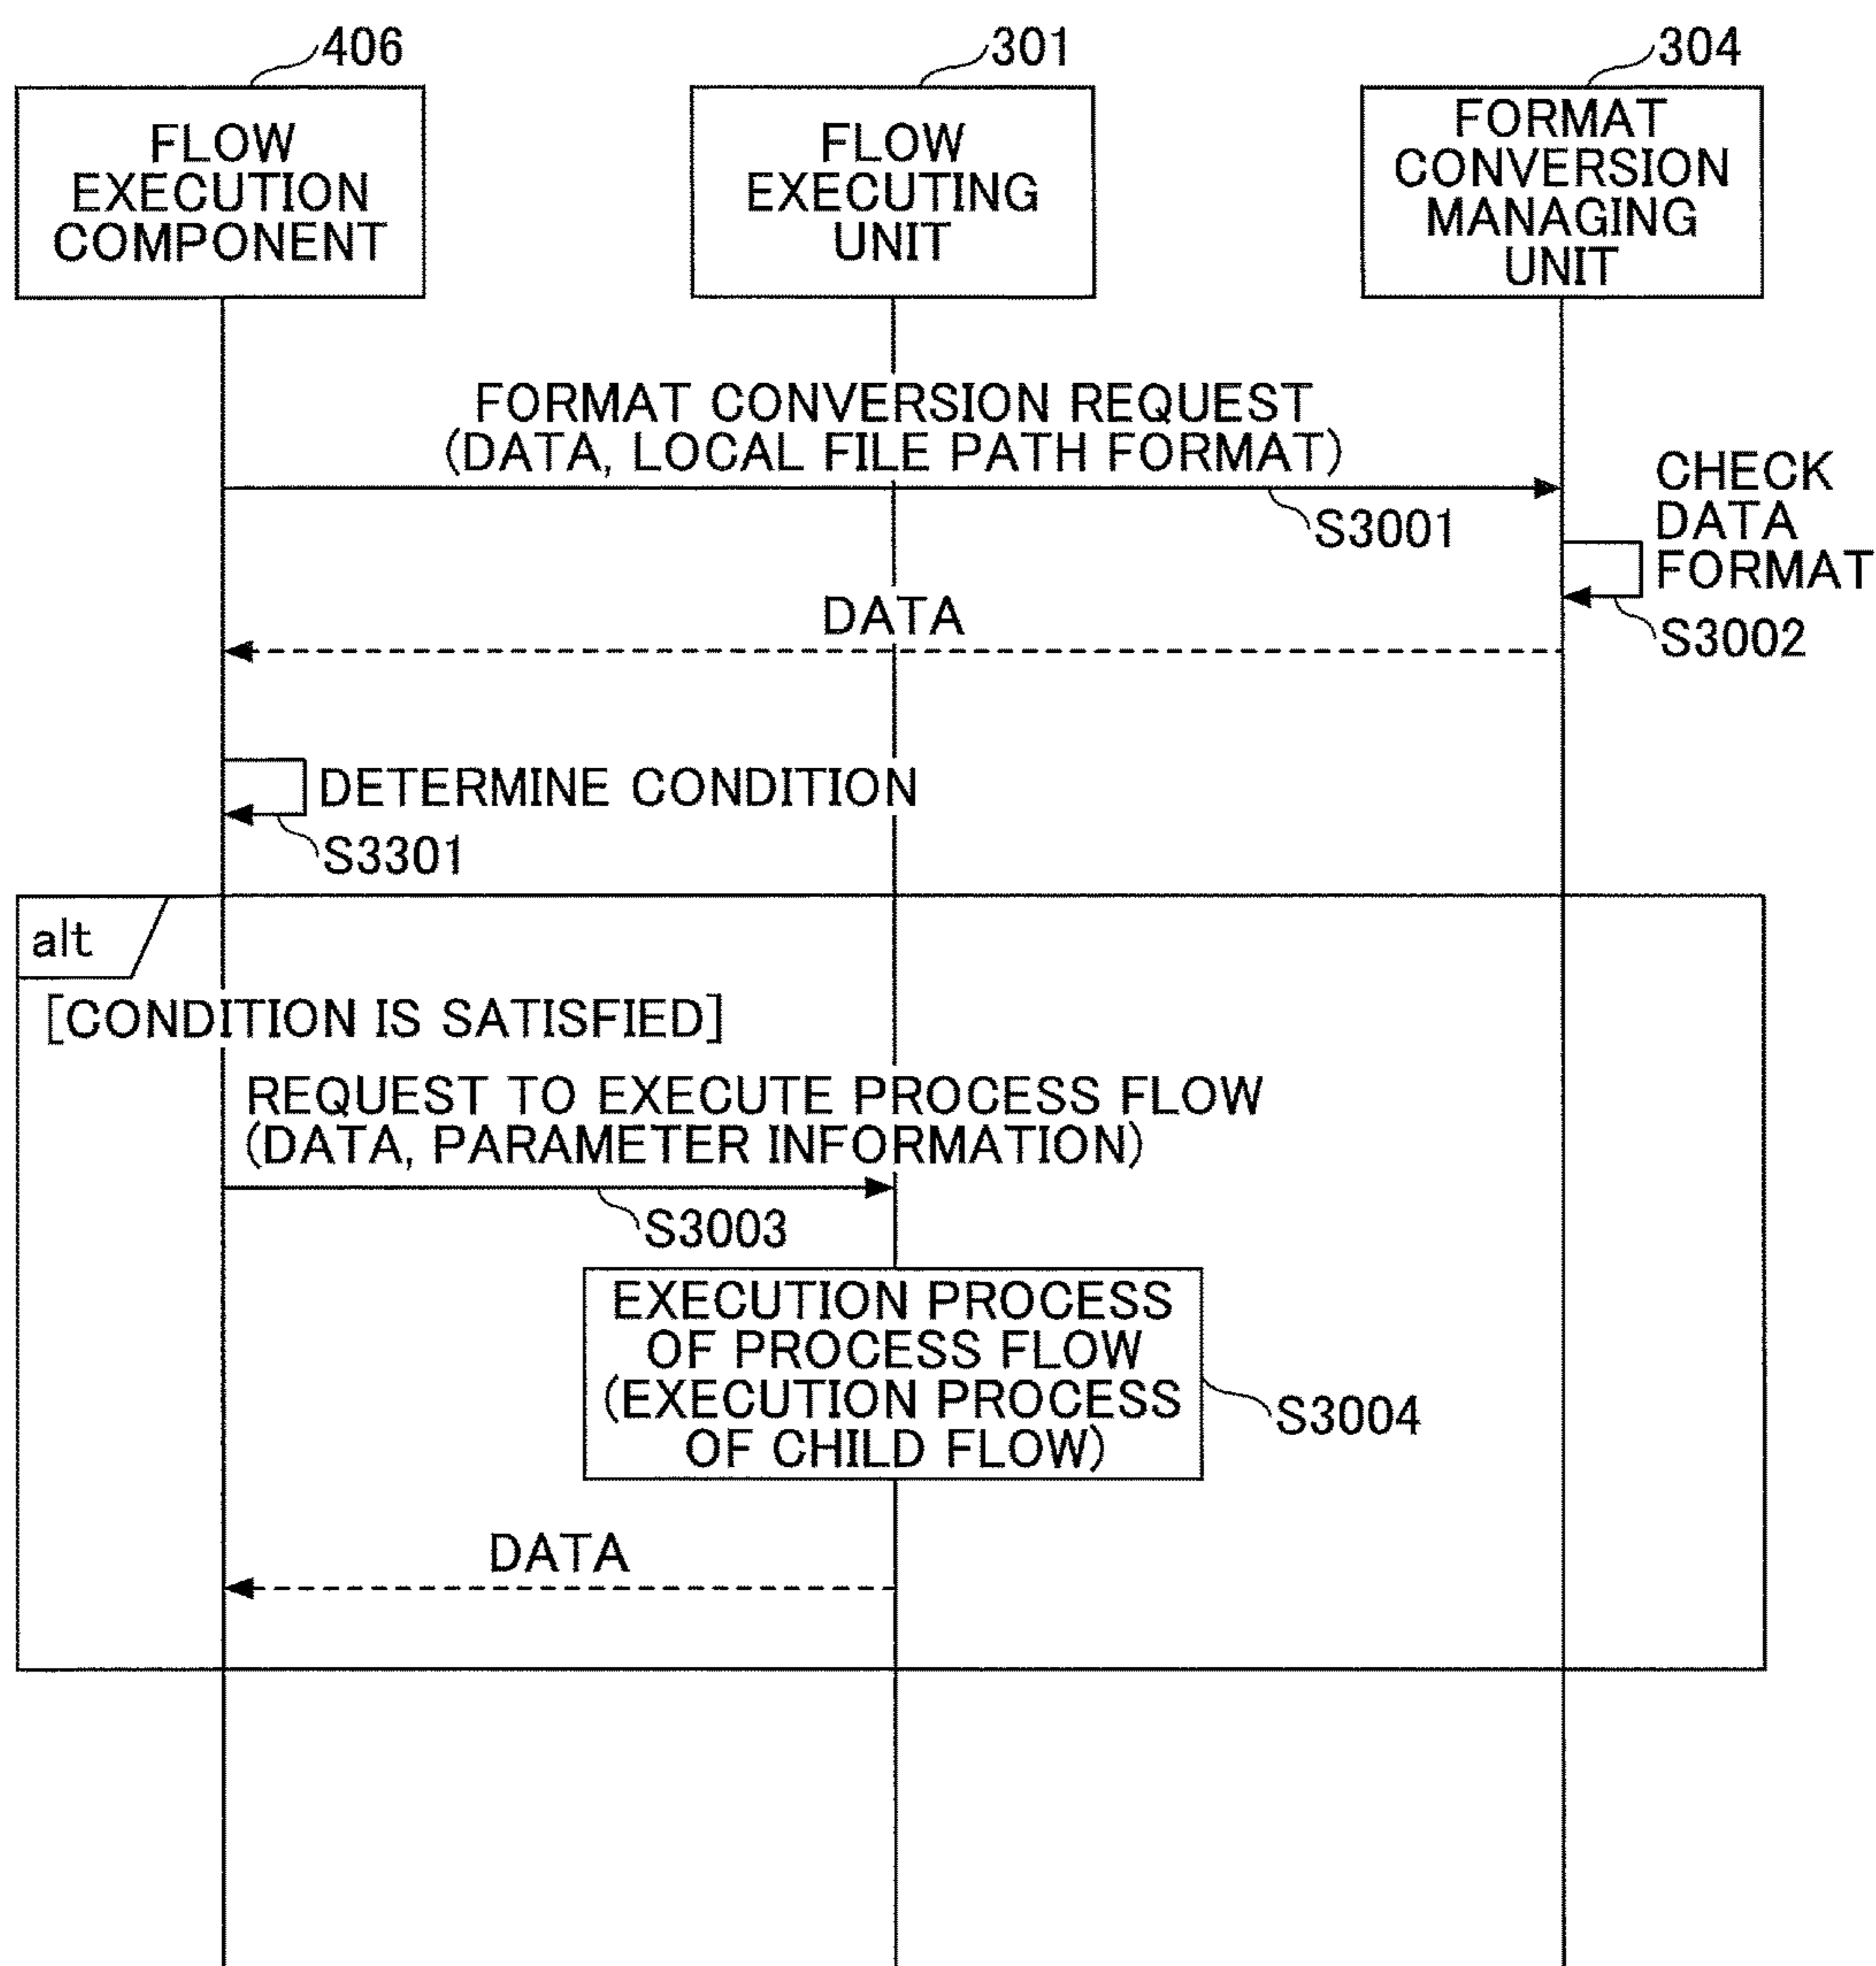 406
301
304
FLOW
EXECUTION
COMPONENT
FLOW
EXECUTING
UNIT
FORMAT
CONVERSION
MANAGING
UNIT
FORMAT CONVERSION REQUEST
(DATA, LOCAL FILE PATH FORMAT)
S3001
CHECK
DATA
FORMAT
S3002
DATA
DETERMINE CONDITION
S3301
alt
[CONDITION IS SATISFIED]
REQUEST TO EXECUTE PROCESS FLOW
(DATA, PARAMETER INFORMATION)
S3003
EXECUTION PROCESS
OF PROCESS FLOW
(EXECUTION PROCESS
OF CHILD FLOW)
S3004
DATA